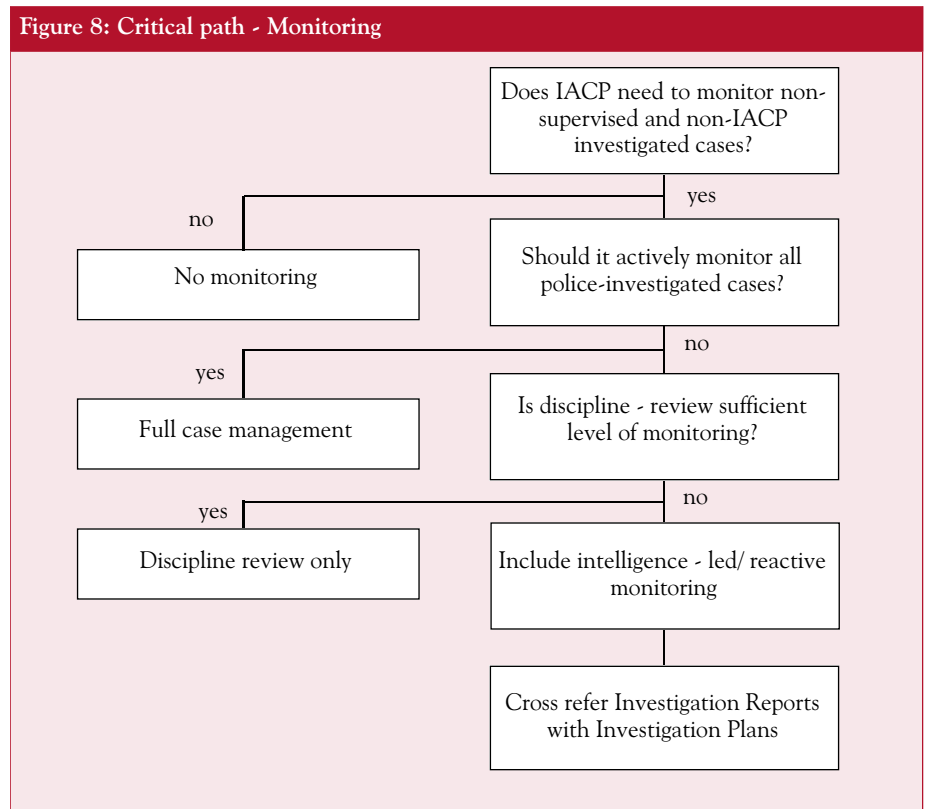 Figure 8: Critical path - Monitoring
Does IACP need to monitor non-
supervised and non-IACP
investigated cases?
no
yes
No monitoring
Should it actively monitor all
police-investigated cases?
yes
no
Full case management
Is discipline - review sufficient
level of monitoring?
yes
no
Discipline review only
Include intelligence - led/ reactive
monitoring
Cross refer Investigation Reports
with Investigation Plans